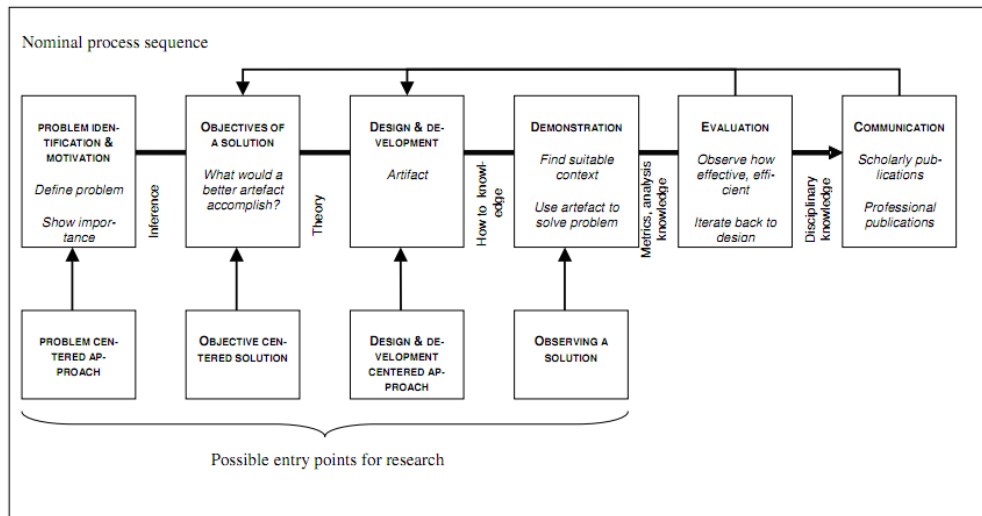 Nominal process sequence
PROBLEM IDEN-
TIFICATION &
MOTIVATION
Define problem
Show impor-
tance
Inference
OBJECTIVES OF
A SOLUTION
What would a
better artefact
accomplish?
Theory
DESIGN & DE-
VELOPMENT
Artifact
How to knowl-
edge
DEMONSTRATION
Find suitable
context
Use artefact to
solve problem
Metrics, analysis
knowledge
EVALUATION
Observe how
effective, effi-
cient
Iterate back to
design
Disciplinary
knowledge
COMMUNICATION
Scholarly pub-
lications
Professional
publications
PROBLEM CEN-
TERED AP-
PROACH
OBJECTIVE CEN-
TERED SOLUTION
DESIGN & DE-
VELOPMENT
CENTERED AP-
PROACH
OBSERVING A
SOLUTION
Possible entry points for research